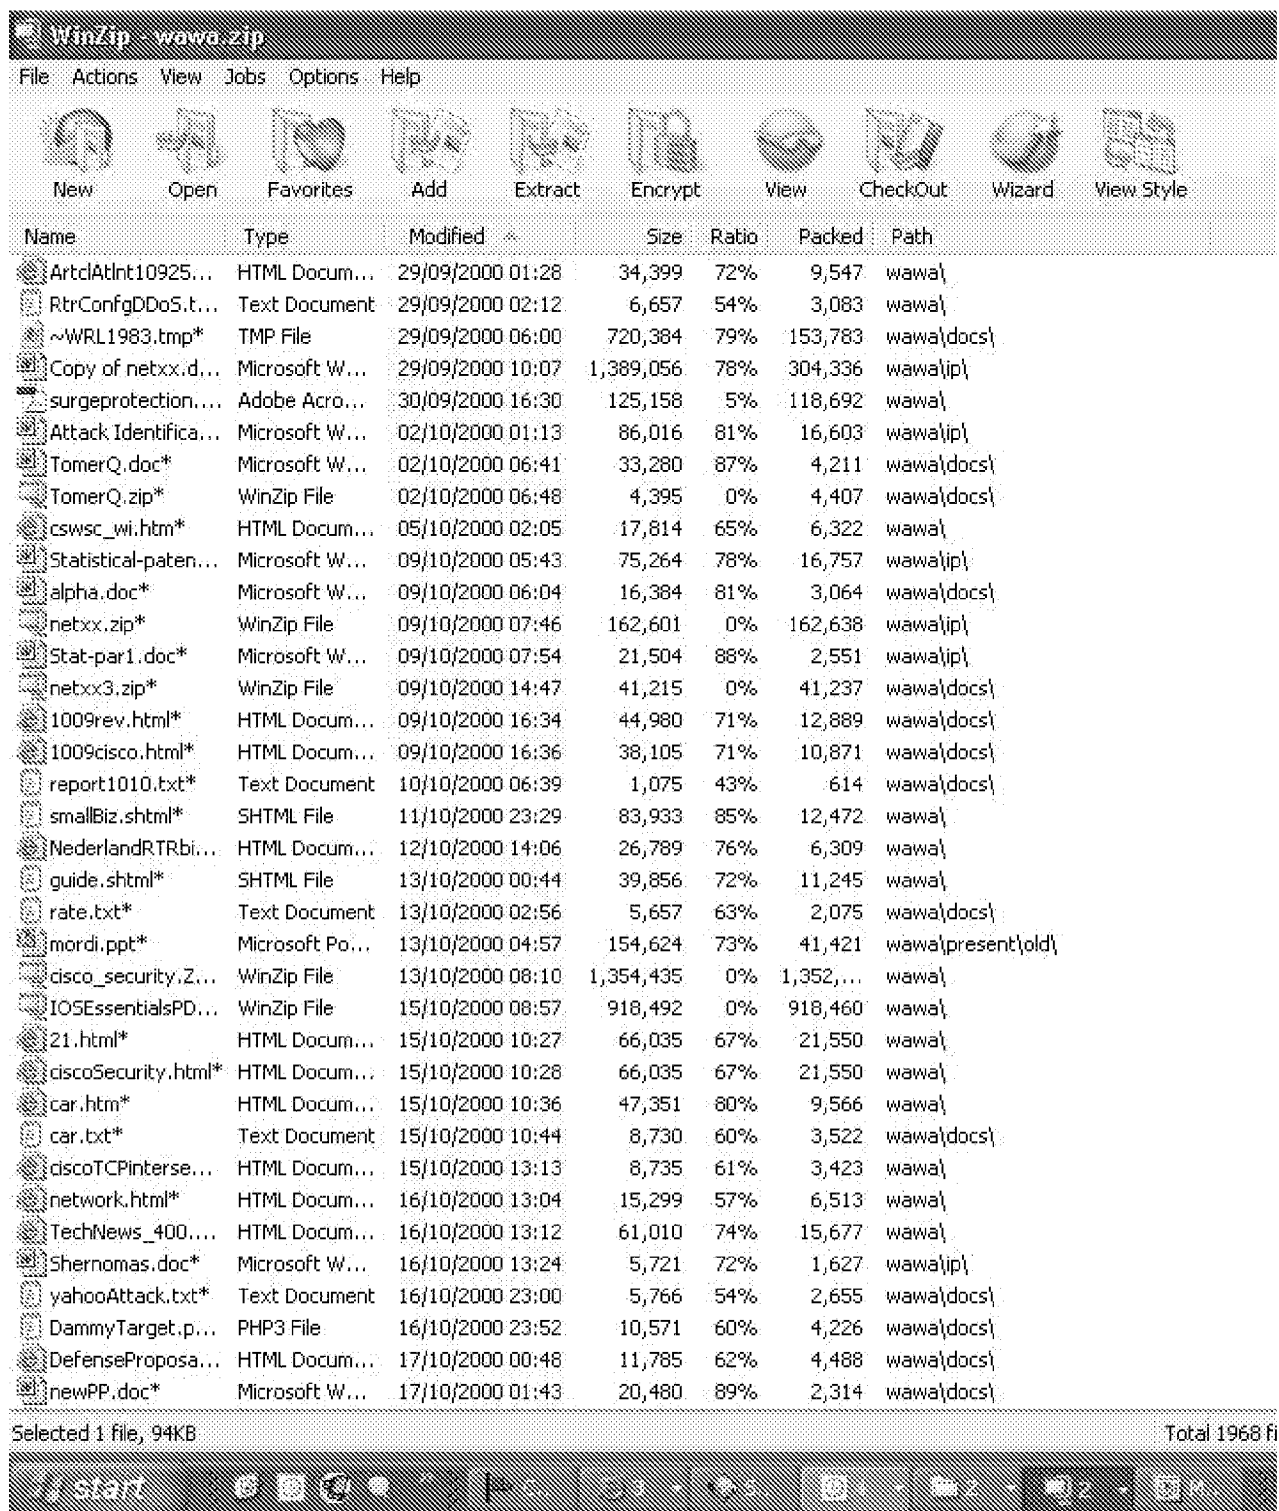 WinZip - wawa.zip
File Actions View Jobs Options Help
New Open Favorites Add Extract Encrypt View CheckOut Wizard View Style
Name Type Modified Size Ratio Packed Path
ArtclAtlnt10925... HTML Docum... 29/09/2000 01:28 34,399 72% 9,547 wawa\
RtrConfgDDoS.t... Text Document 29/09/2000 02:12 6,657 54% 3,083 wawa\
~WRL1983.tmp* TMP File 29/09/2000 06:00 720,384 79% 153,783 wawa\docs\
Copy of netxx.d... Microsoft W... 29/09/2000 10:07 1,389,056 78% 304,336 wawa\ip\
surgeprotection.... Adobe Acro... 30/09/2000 16:30 125,158 5% 118,692 wawa\
Attack Identifica... Microsoft W... 02/10/2000 01:13 86,016 81% 16,603 wawa\ip\
TomerQ.doc* Microsoft W... 02/10/2000 06:41 33,280 87% 4,211 wawa\docs\
TomerQ.zip* WinZip File 02/10/2000 06:48 4,395 0% 4,407 wawa\docs\
cswsc_wi.htm* HTML Docum... 05/10/2000 02:05 17,814 65% 6,322 wawa\
Statistical-paten... Microsoft W... 09/10/2000 05:43 75,264 78% 16,757 wawa\ip\
alpha.doc* Microsoft W... 09/10/2000 06:04 16,384 81% 3,064 wawa\docs\
netxx.zip* WinZip File 09/10/2000 07:46 162,601 0% 162,638 wawa\ip\
Stat-par1.doc* Microsoft W... 09/10/2000 07:54 21,504 88% 2,551 wawa\ip\
netxx3.zip* WinZip File 09/10/2000 14:47 41,215 0% 41,237 wawa\docs\
1009rev.html* HTML Docum... 09/10/2000 16:34 44,980 71% 12,889 wawa\docs\
1009cisco.html* HTML Docum... 09/10/2000 16:36 38,105 71% 10,871 wawa\docs\
report1010.txt* Text Document 10/10/2000 06:39 1,075 43% 614 wawa\docs\
smallBiz.shtml* SHTML File 11/10/2000 23:29 83,933 85% 12,472 wawa\
NederlandRTRbi... HTML Docum... 12/10/2000 14:06 26,789 76% 6,309 wawa\
guide.shtml* SHTML File 13/10/2000 00:44 39,856 72% 11,245 wawa\
rate.txt* Text Document 13/10/2000 02:56 5,657 63% 2,075 wawa\docs\
mordi.ppt* Microsoft Po... 13/10/2000 04:57 154,624 73% 41,421 wawa\present\old\
cisco_security.Z... WinZip File 13/10/2000 08:10 1,354,435 0% 1,352,... wawa\
IOSEssentialsPD... WinZip File 15/10/2000 08:57 918,492 0% 918,460 wawa\
21.html* HTML Docum... 15/10/2000 10:27 66,035 67% 21,550 wawa\
ciscoSecurity.html* HTML Docum... 15/10/2000 10:28 66,035 67% 21,550 wawa\
car.htm* HTML Docum... 15/10/2000 10:36 47,351 80% 9,566 wawa\
car.txt* Text Document 15/10/2000 10:44 8,730 60% 3,522 wawa\docs\
ciscoTCPinterse... HTML Docum... 15/10/2000 13:13 8,735 61% 3,423 wawa\
network.html* HTML Docum... 16/10/2000 13:04 15,299 57% 6,513 wawa\
TechNews_400.... HTML Docum... 16/10/2000 13:12 61,010 74% 15,677 wawa\
Shernomas.doc* Microsoft W... 16/10/2000 13:24 5,721 72% 1,627 wawa\ip\
yahooAttack.txt* Text Document 16/10/2000 23:00 5,766 54% 2,655 wawa\docs\
DammyTarget.p... PHP3 File 16/10/2000 23:52 10,571 60% 4,226 wawa\docs\
DefenseProposa... HTML Docum... 17/10/2000 00:48 11,785 62% 4,488 wawa\docs\
newPP.doc* Microsoft W... 17/10/2000 01:43 20,480 89% 2,314 wawa\docs\
Selected 1 file, 94KB Total 1968 fi
start